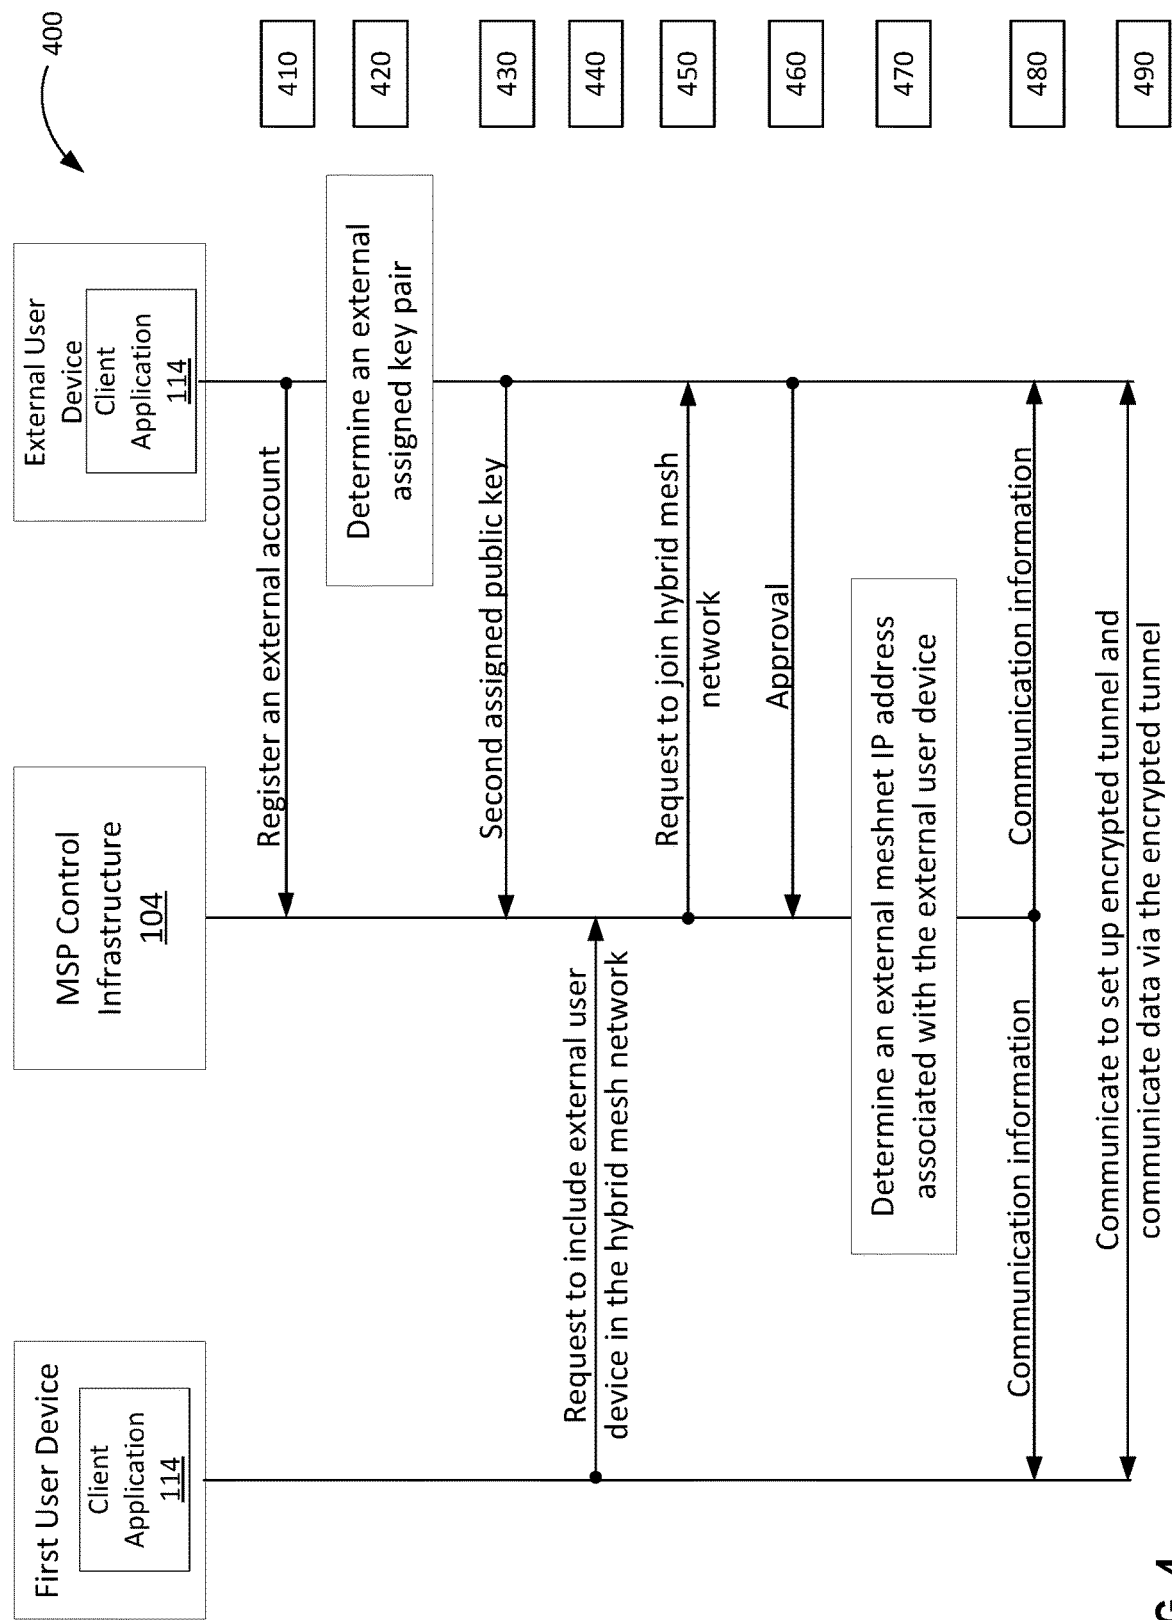 400
First User Device
Client
Application
114
MSP Control
Infrastructure
104
External User
Device
Client
Application
114
Register an external account
410
Determine an external
assigned key pair
420
Second assigned public key
430
Request to include external user
device in the hybrid mesh network
440
Request to join hybrid mesh
network
450
Approval
460
Determine an external meshnet IP address
associated with the external user device
470
Communication information
Communication information
480
Communicate to set up encrypted tunnel and
communicate data via the encrypted tunnel
490